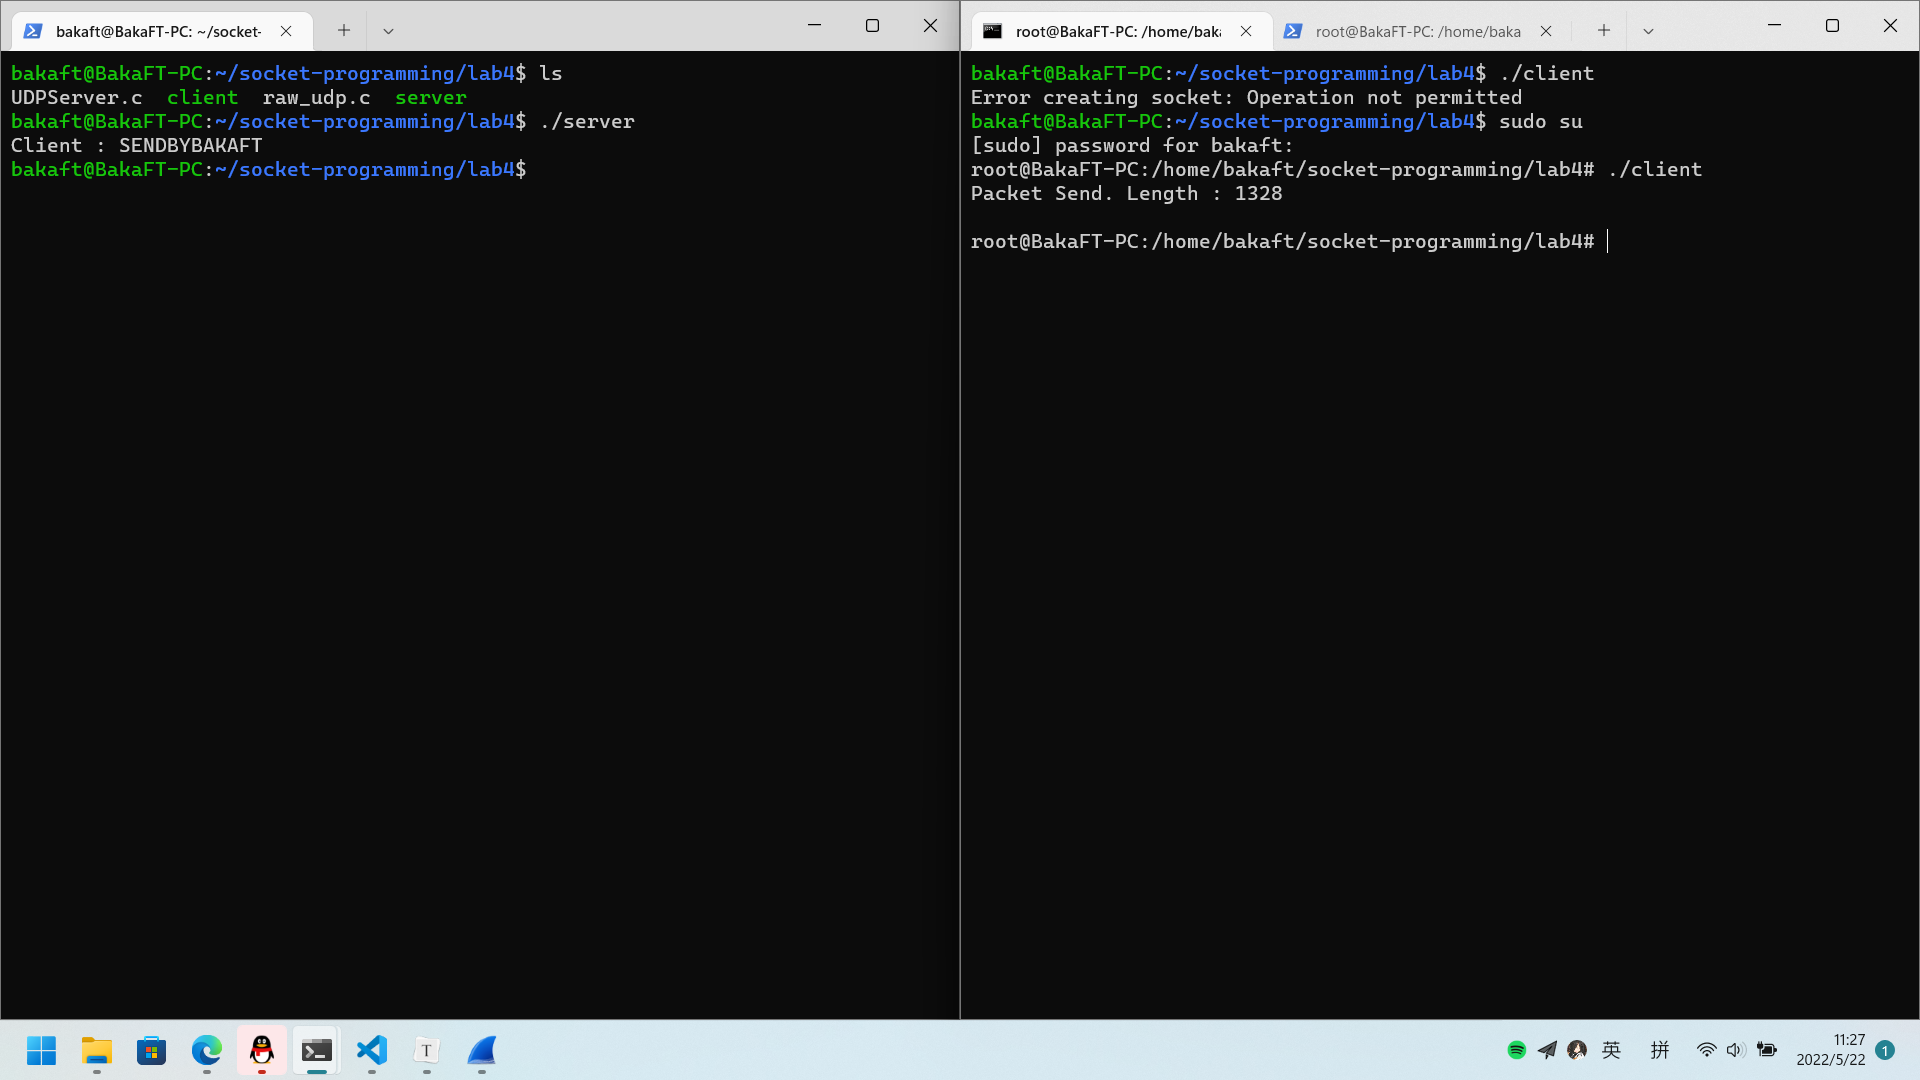 bakaft@BakaFT-PC: ~/socket-
bakaft@BakaFT-PC:~/socket-programming/lab4$ ls
UDPServer.c  client  raw_udp.c  server
bakaft@BakaFT-PC:~/socket-programming/lab4$ ./server
Client : SENDBYBAKAFT
bakaft@BakaFT-PC:~/socket-programming/lab4$
root@BakaFT-PC: /home/baka
root@BakaFT-PC: /home/baka
bakaft@BakaFT-PC:~/socket-programming/lab4$ ./client
Error creating socket: Operation not permitted
bakaft@BakaFT-PC:~/socket-programming/lab4$ sudo su
[sudo] password for bakaft:
root@BakaFT-PC:/home/bakaft/socket-programming/lab4# ./client
Packet Send. Length : 1328
root@BakaFT-PC:/home/bakaft/socket-programming/lab4#
T
英
拼
11:27
2022/5/22
1